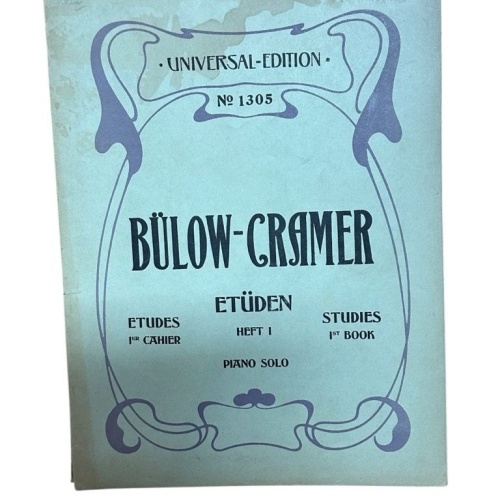 · UNIVERSAL-EDITION ·
No 1305
BÜLOW-CRAMER
ETÜDEN
HEFT I
ETUDES
1ER CAHIER
STUDIES
1ST BOOK
PIANO SOLO